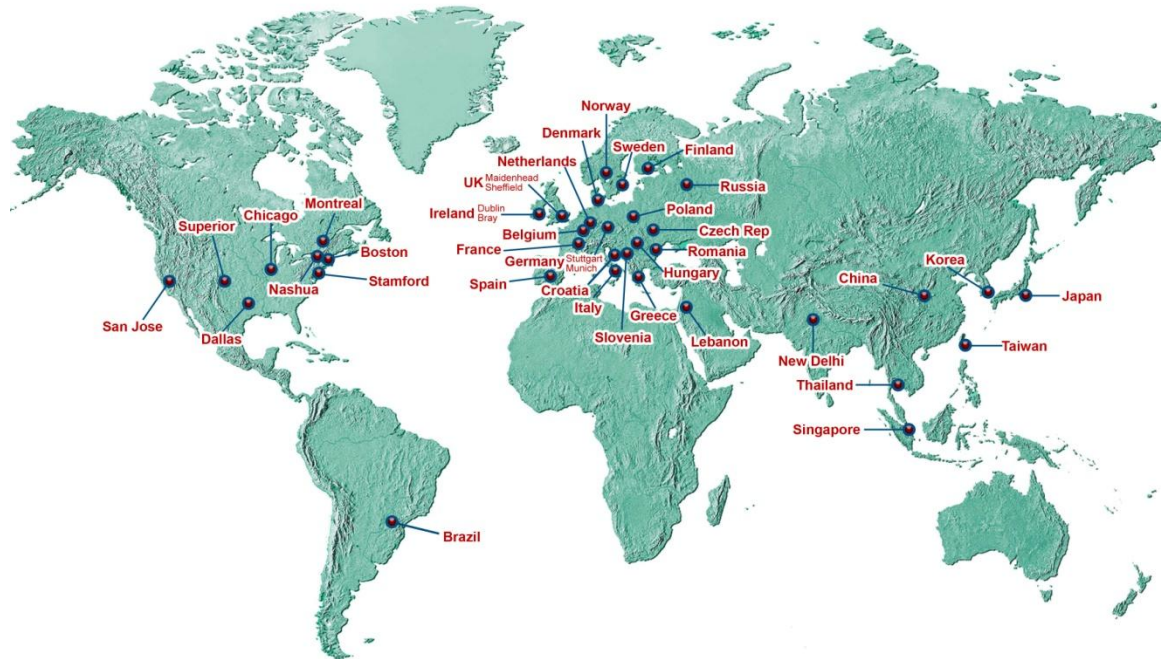 Norway
Denmark
Sweden
Netherlands
Finland
UK Maidenhead
Sheffield
Russia
Montreal
Ireland Dublin
Bray
Poland
Chicago
Superior
Belgium
Czech Rep
France
Boston
Romania
Germany Stuttgart
Munich
Korea
Hungary
China
Stamford
Spain
Nashua
Croatia
Japan
Italy
Greece
San Jose
Dallas
Slovenia
Lebanon
Taiwan
New Delhi
Thailand
Singapore
Brazil